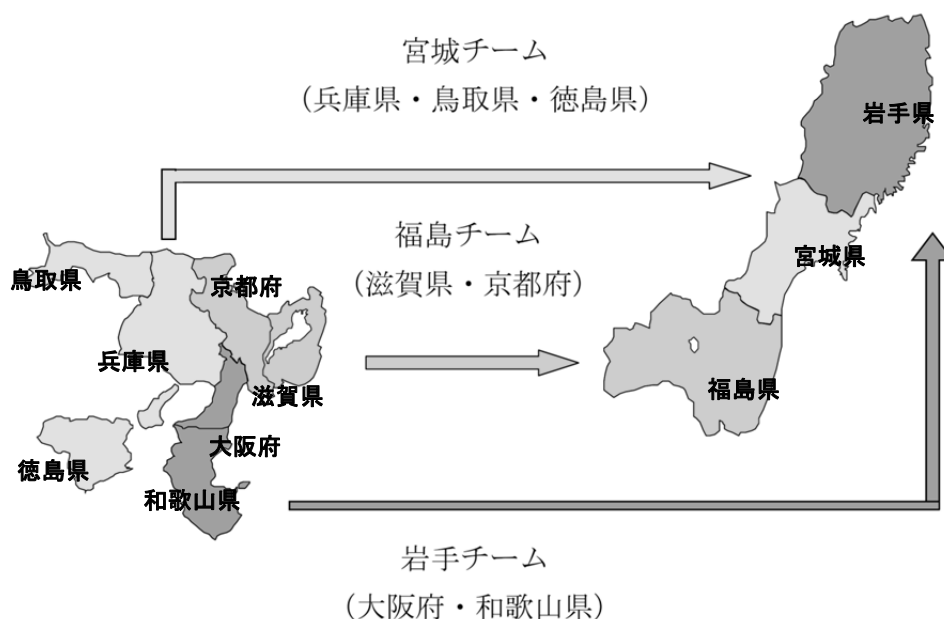 宮城チーム
（兵庫県・鳥取県・徳島県）
岩手県
福島チーム
（滋賀県・京都府）
宮城県
鳥取県
京都府
兵庫県
滋賀県
福島県
大阪府
徳島県
和歌山県
岩手チーム
（大阪府・和歌山県）